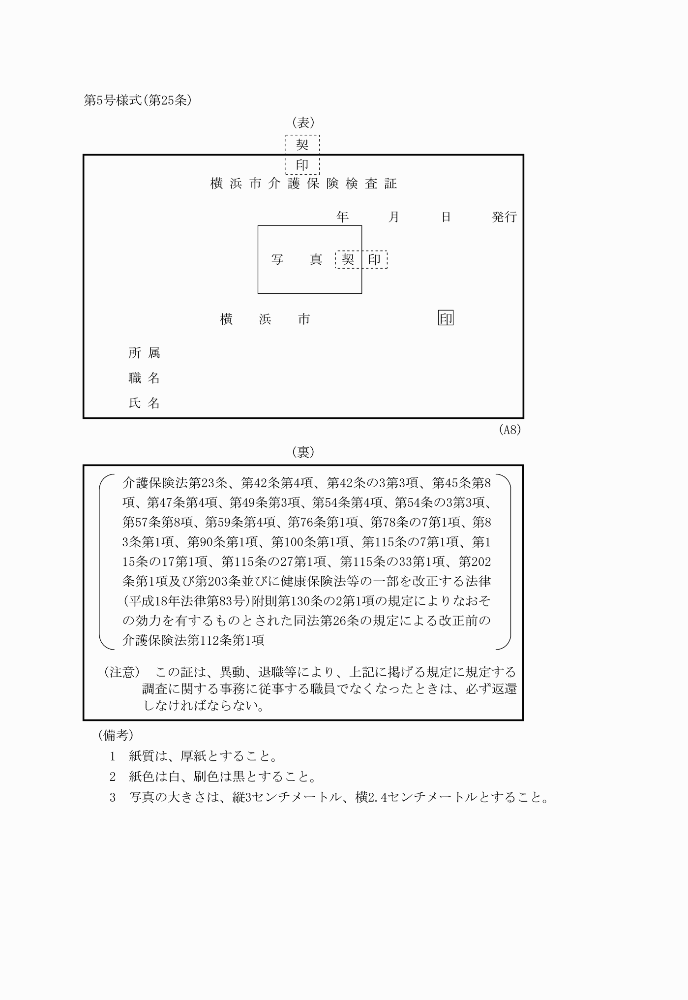 第5号様式(第25条)
(表)
契
印
横浜市介護保険検査証
年　月　日　発行
写　真　契　印
横　浜　市　印
所属
職名
氏名
(A8)
(裏)
介護保険法第23条、第42条第4項、第42条の3第3項、第45条第8
項、第47条第4項、第49条第3項、第54条第4項、第54条の3第3項、
第57条第8項、第59条第4項、第76条第1項、第78条の7第1項、第8
3条第1項、第90条第1項、第100条第1項、第115条の7第1項、第1
15条の17第1項、第115条の27第1項、第115条の33第1項、第202
条第1項及び第203条並びに健康保険法等の一部を改正する法律
(平成18年法律第83号)附則第130条の2第1項の規定によりなおそ
の効力を有するものとされた同法第26条の規定による改正前の
介護保険法第112条第1項
(注意)　この証は、異動、退職等により、上記に掲げる規定に規定する
調査に関する事務に従事する職員でなくなったときは、必ず返還
しなければならない。
(備考)
1　紙質は、厚紙とすること。
2　紙色は白、刷色は黒とすること。
3　写真の大きさは、縦3センチメートル、横2.4センチメートルとすること。